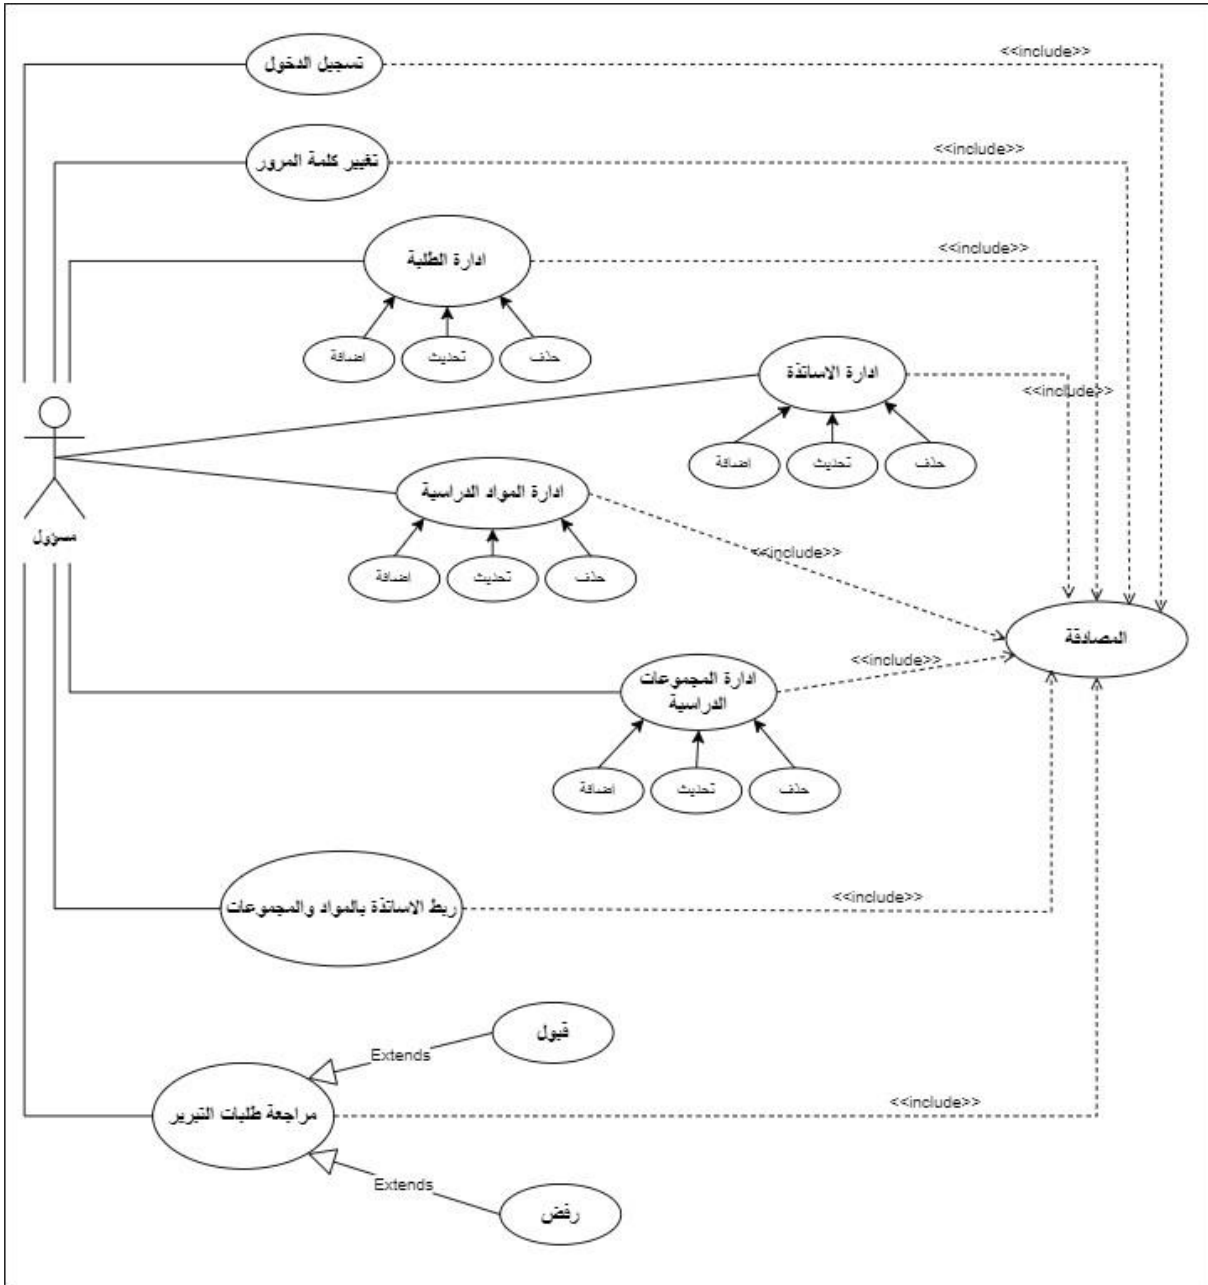 تسجيل الدخول
<<include>>
تغيير كلمة المرور
<<include>>
ادارة الطلبة
<<include>>
حذف
تحديث
اضافة
ادارة الاساتذة
<<include>>
حذف
تحديث
اضافة
ادارة المواد الدراسية
<<include>>
حذف
تحديث
اضافة
مسؤول
المصادقة
ادارة المجموعات
الدراسية
<<include>>
حذف
تحديث
اضافة
ربط الاساتذة بالمواد والمجموعات
<<include>>
قبول
Extends
مراجعة طلبات التبرير
<<include>>
Extends
رفض